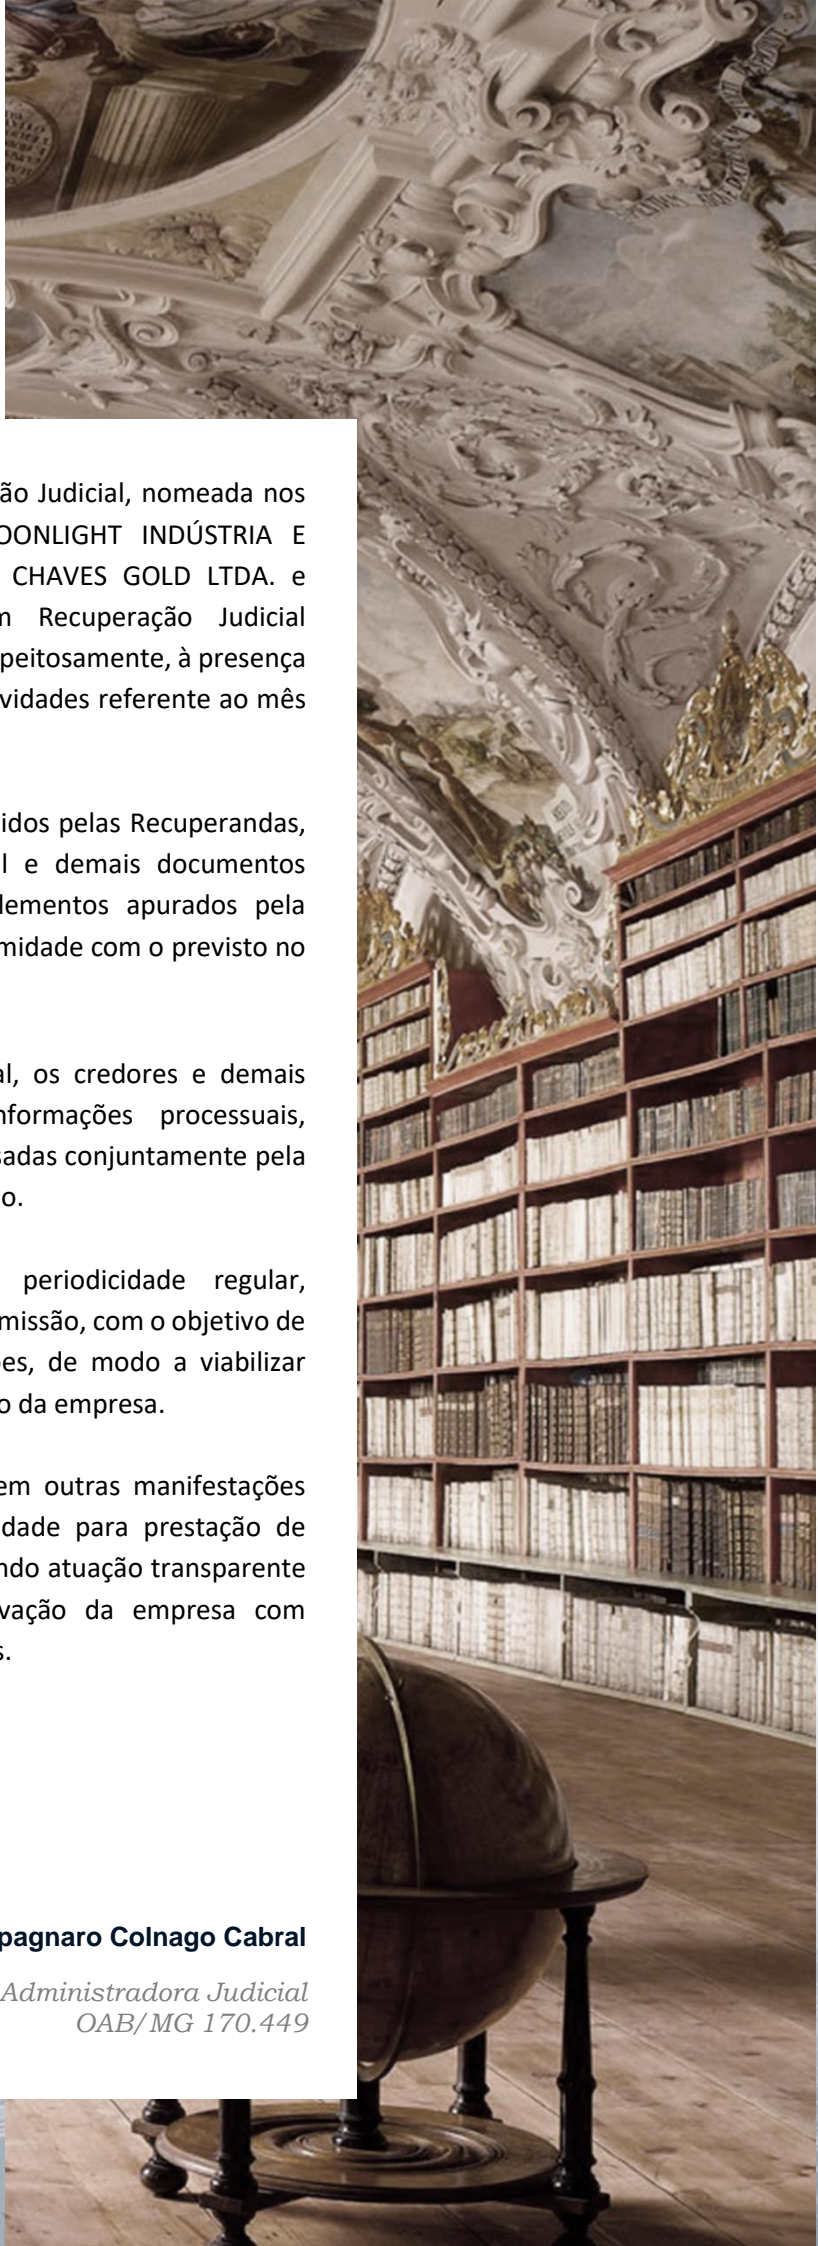 ão Judicial, nomeada nos
OONLIGHT INDÚSTRIA E
CHAVES GOLD LTDA. e
m Recuperação Judicial
peitosamente, à presença
vidades referente ao mês
idos pelas Recuperandas,
l e demais documentos
lementos apurados pela
midade com o previsto no
al, os credores e demais
nformações processuais,
sadas conjuntamente pela
o.
periodicidade regular,
missão, com o objetivo de
es, de modo a viabilizar
o da empresa.
em outras manifestações
dade para prestação de
ndo atuação transparente
vação da empresa com
s.
pagnaro Colnago Cabral
Administradora Judicial
OAB/MG 170.449